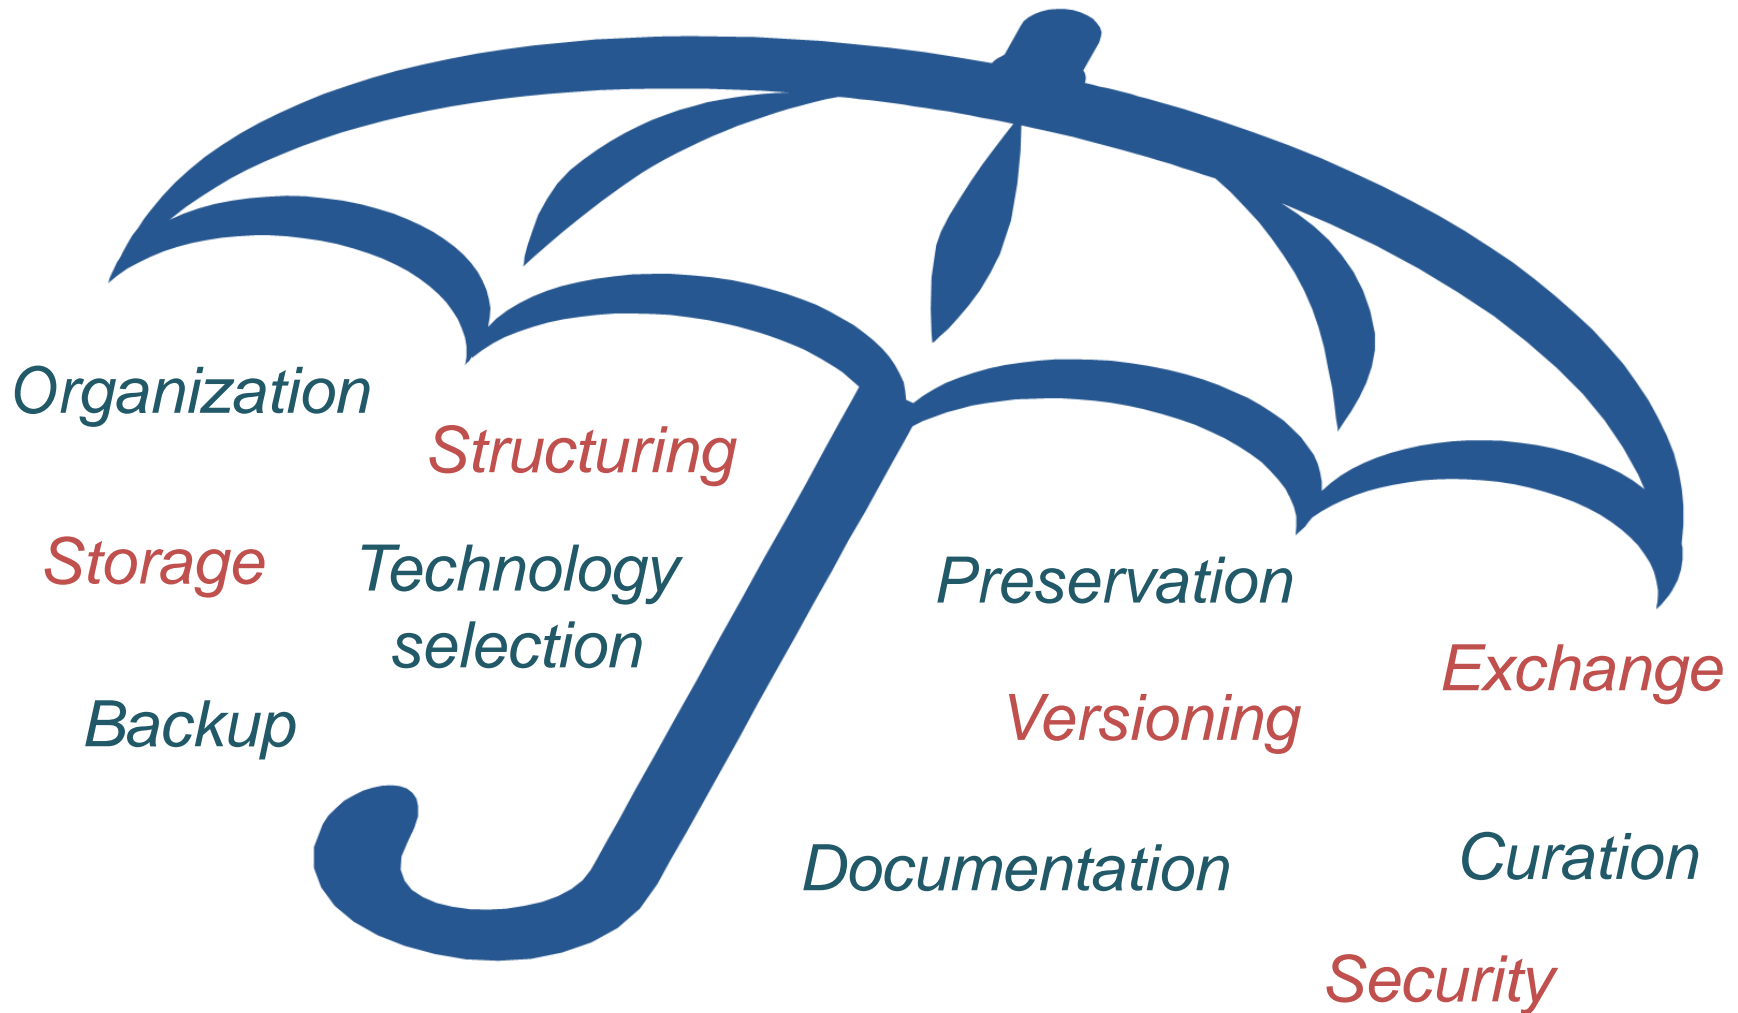 Organization
Structuring
Storage
Technology
selection
Preservation
Exchange
Versioning
Backup
Documentation
Curation
Security